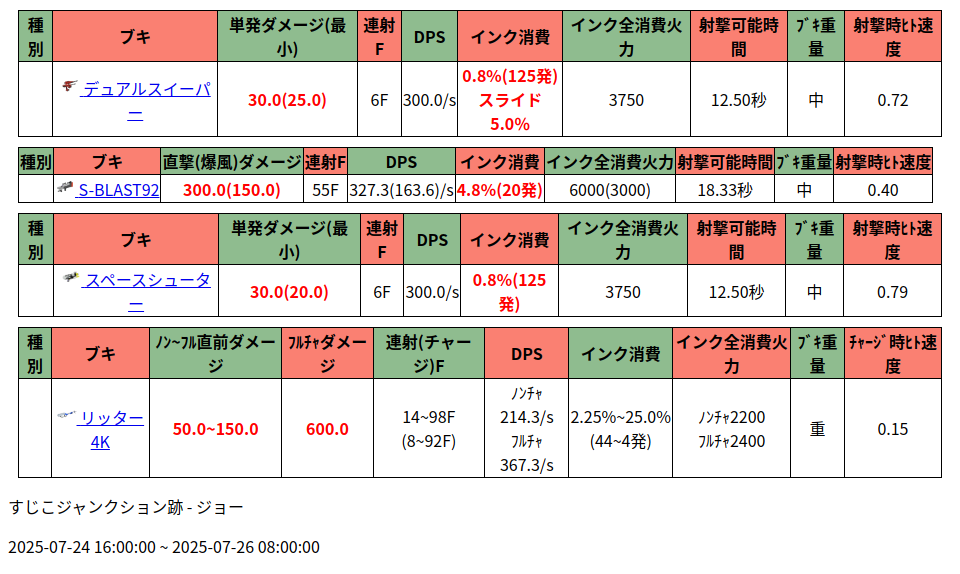 種別 ブキ 単発ダメージ(最小) 連射F DPS インク消費 インク全消費火力 射撃可能時間 ﾌﾞｷ重量 射撃時ﾋﾄ速度
デュアルスイーパー 30.0(25.0) 6F 300.0/s 0.8%(125発) スライド 5.0% 3750 12.50秒 中 0.72
種別 ブキ 直撃(爆風)ダメージ 連射F DPS インク消費 インク全消費火力 射撃可能時間 ﾌﾞｷ重量 射撃時ﾋﾄ速度
S-BLAST92 300.0(150.0) 55F 327.3(163.6)/s 4.8%(20発) 6000(3000) 18.33秒 中 0.40
種別 ブキ 単発ダメージ(最小) 連射F DPS インク消費 インク全消費火力 射撃可能時間 ﾌﾞｷ重量 射撃時ﾋﾄ速度
スペースシューター 30.0(20.0) 6F 300.0/s 0.8%(125発) 3750 12.50秒 中 0.79
種別 ブキ ﾉﾝ~ﾌﾙ直前ダメージ ﾌﾙﾁｬダメージ 連射(チャージ)F DPS インク消費 インク全消費火力 ﾌﾞｷ重量 ﾁｬｰｼﾞ時ﾋﾄ速度
リッター4K 50.0~150.0 600.0 14~98F (8~92F) ﾉﾝﾁｬ 214.3/s ﾌﾙﾁｬ 367.3/s 2.25%~25.0% (44~4発) ﾉﾝﾁｬ2200 ﾌﾙﾁｬ2400 重 0.15
すじこジャンクション跡 - ジョー
2025-07-24 16:00:00 ~ 2025-07-26 08:00:00